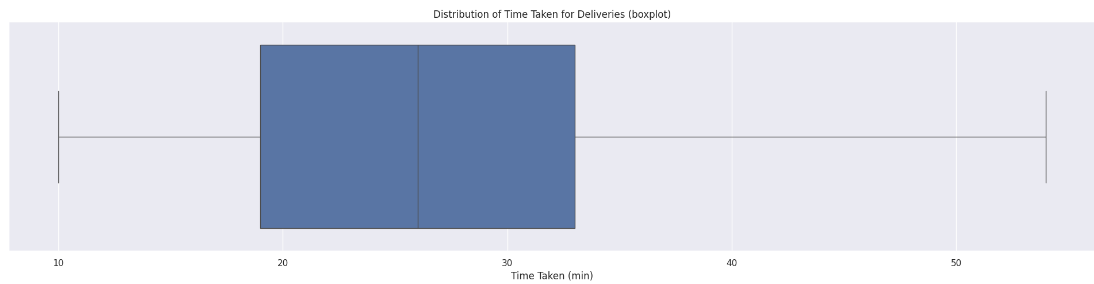 Distribution of Time Taken for Deliveries (boxplot)
10 20 30 40 50
Time Taken (min)